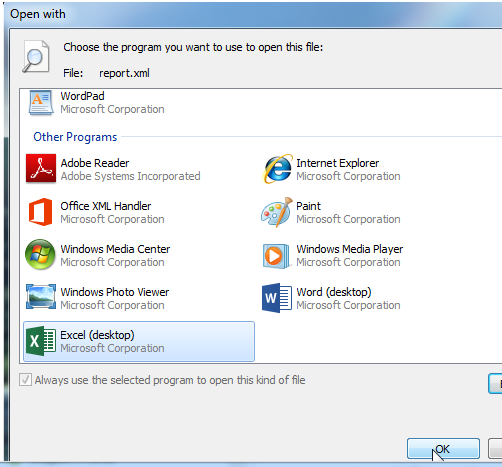 Open with
Choose the program you want to use to open this file:
File: report.xml
WordPad
Microsoft Corporation
Other Programs
Adobe Reader
Adobe Systems Incorporated
Internet Explorer
Microsoft Corporation
Office XML Handler
Microsoft Corporation
Paint
Microsoft Corporation
Windows Media Center
Microsoft Corporation
Windows Media Player
Microsoft Corporation
Windows Photo Viewer
Microsoft Corporation
Word (desktop)
Microsoft Corporation
Excel (desktop)
Microsoft Corporation
Always use the selected program to open this kind of file
OK